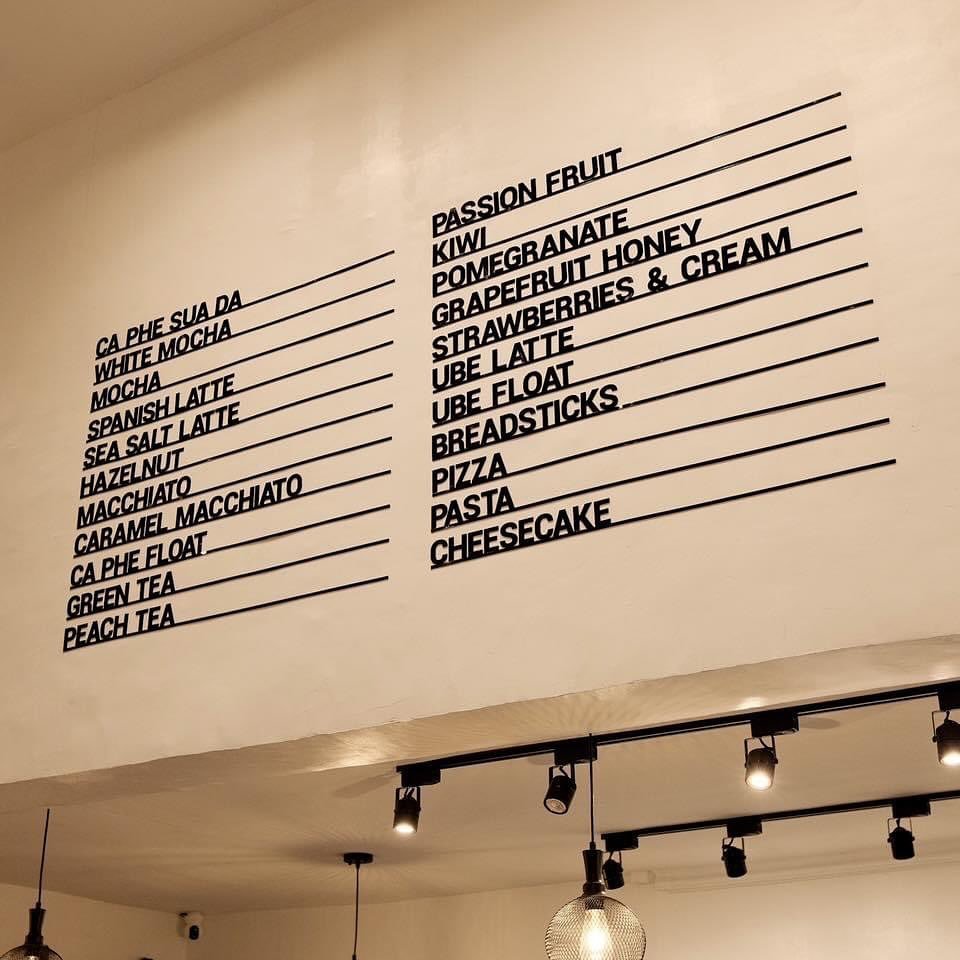 CA PHE SUA DA
WHITE MOCHA
MOCHA
SPANISH LATTE
SEA SALT LATTE
HAZELNUT
MACCHIATO
CARAMEL MACCHIATO
CA PHE FLOAT
GREEN TEA
PEACH TEA
PASSION FRUIT
KIWI
POMEGRANATE
GRAPEFRUIT HONEY
STRAWBERRIES & CREAM
UBE LATTE
UBE FLOAT
BREADSTICKS
PIZZA
PASTA
CHEESECAKE